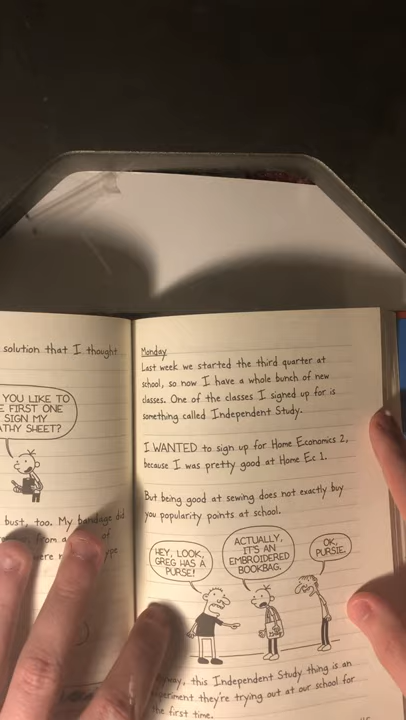 solution that I thought
YOU LIKE TO
FIRST ONE
SIGN MY
SHEET?
bust, too. My bandage did
from a of
were
Monday
Last week we started the third quarter at
school, so now I have a whole bunch of new
classes. One of the classes I signed up for is
something called Independent Study.
I WANTED to sign up for Home Economics 2,
because I was pretty good at Home Ec 1.
But being good at sewing does not exactly buy
you popularity points at school.
HEY, LOOK,
GREG HAS A
PURSE!
ACTUALLY,
IT'S AN
EMBROIDERED
BOOKBAG.
OK,
PURSIE.
this Independent Study thing is an
they're trying out at our school for
the first time.